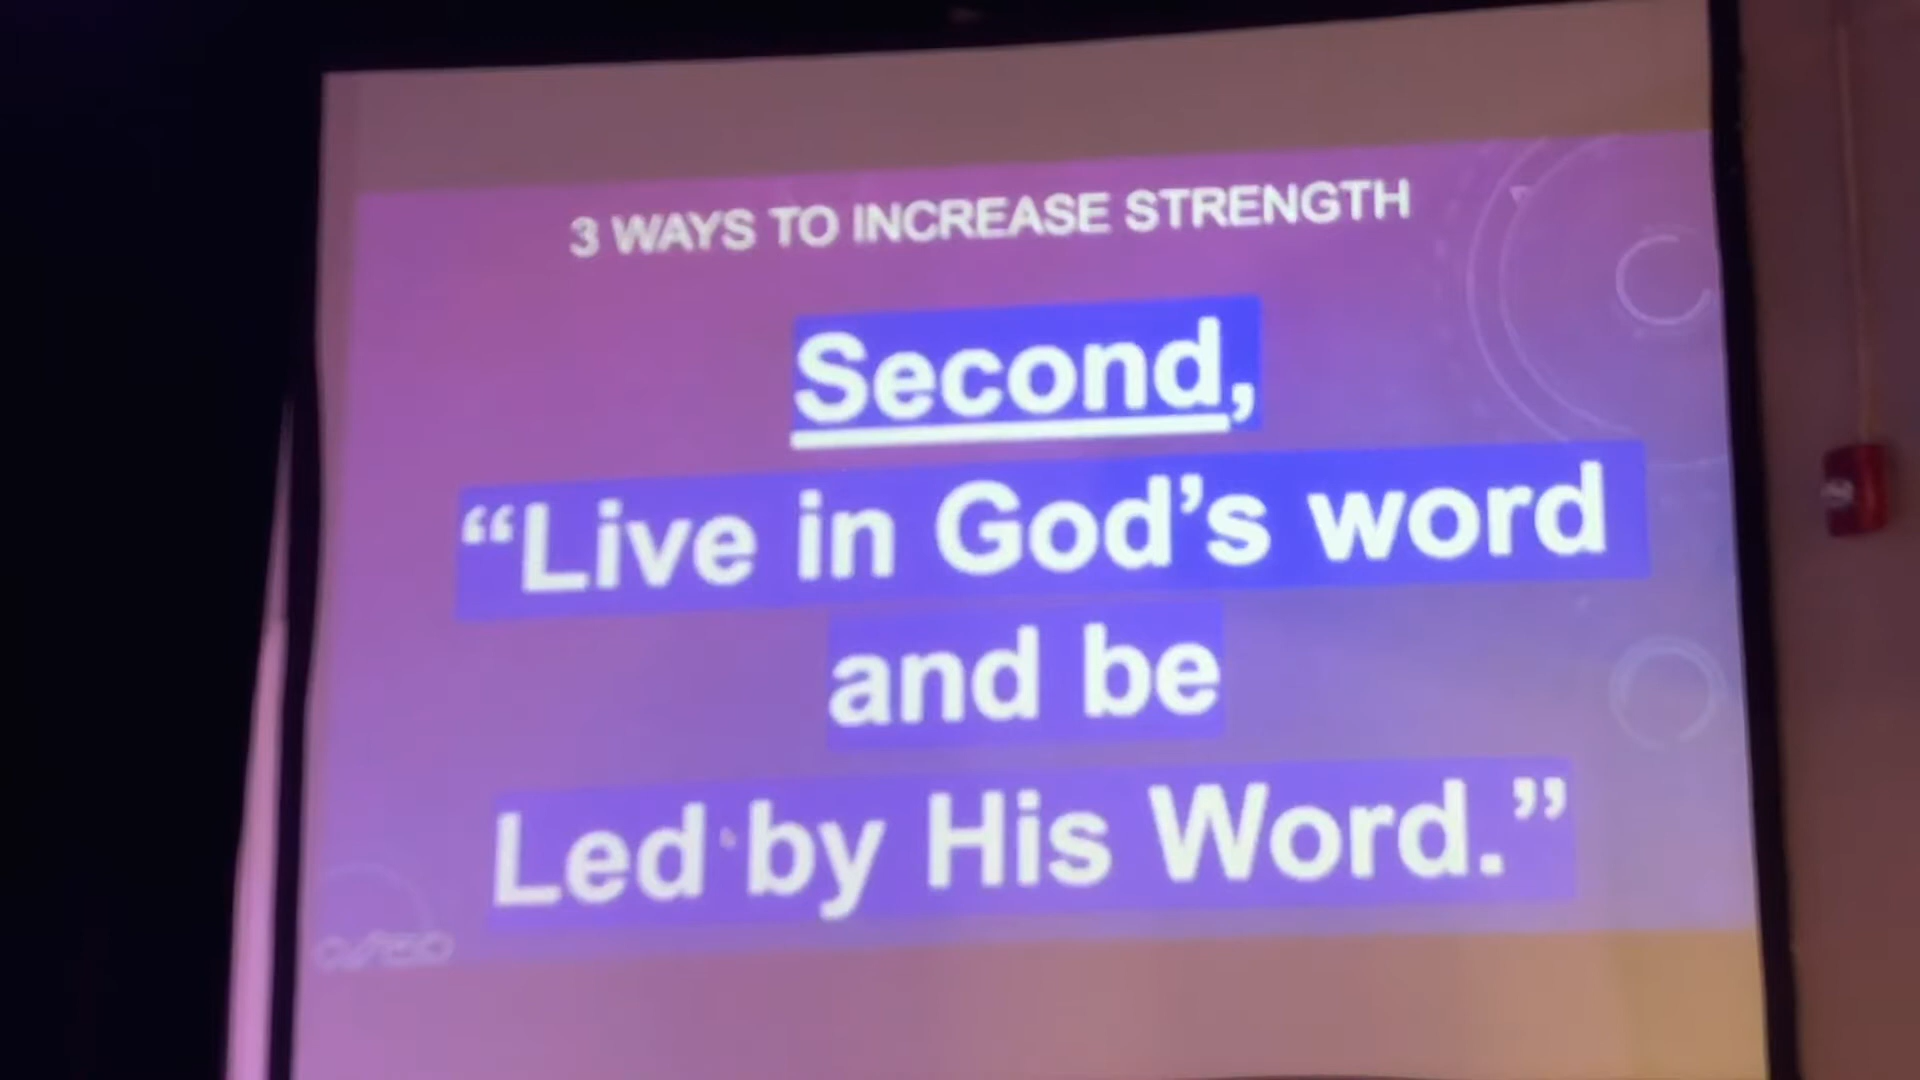 3 WAYS TO INCREASE STRENGTH
Second,
“Live in God’s word
and be
Led by His Word.”